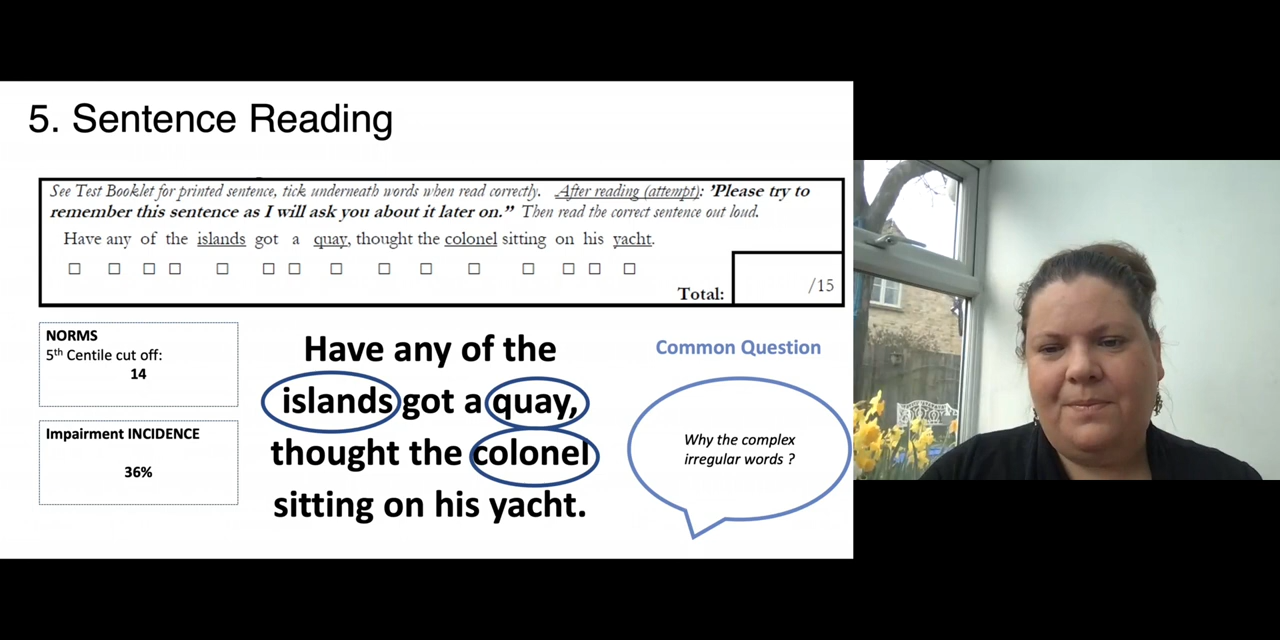 5. Sentence Reading
See Test Booklet for printed sentence, tick underneath words when read correctly. After reading (attempt): 'Please try to
remember this sentence as I will ask you about it later on." Then read the correct sentence out loud.
Have any of the islands got a quay, thought the colonel sitting on his yacht.
Total: /15
NORMS
5th Centile cut off:
14
Impairment INCIDENCE
36%
Have any of the
islands got a quay,
thought the colonel
sitting on his yacht.
Common Question
Why the complex
irregular words ?